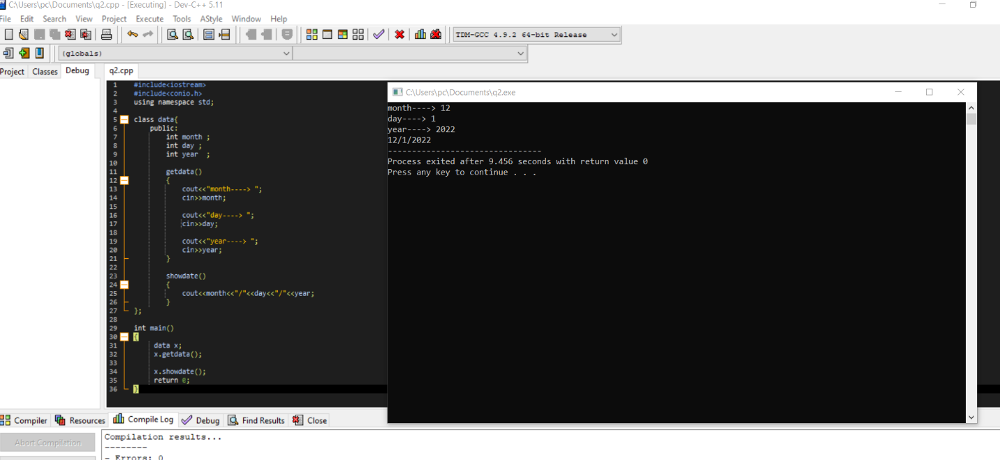 C:\Users\pc\Documents\q2.cpp - [Executing] - Dev-C++ 5.11
File Edit Search View Project Execute Tools AStyle Window Help
TDM-GCC 4.9.2 64-bit Release
(globals)
Project Classes Debug
q2.cpp
1 #include<iostream>
2 #include<conio.h>
3 using namespace std;
4
5 class data{
6 public:
7 int month ;
8 int day ;
9 int year ;
10
11 getdata()
12 {
13 cout<<"month----> ";
14 cin>>month;
15
16 cout<<"day----> ";
17 cin>>day;
18
19 cout<<"year----> ";
20 cin>>year;
21 }
22
23 showdate()
24 {
25 cout<<month<<"/"<<day<<"/"<<year;
26 }
27 };
28
29 int main()
30 {
31 data x;
32 x.getdata();
33
34 x.showdate();
35 return 0;
36 }
C:\Users\pc\Documents\q2.exe
month----> 12
day----> 1
year----> 2022
12/1/2022
--------------------------------
Process exited after 9.456 seconds with return value 0
Press any key to continue . . .
Compiler Resources Compile Log Debug Find Results Close
Abort Compilation
Compilation results...
--------
- Errors: 0